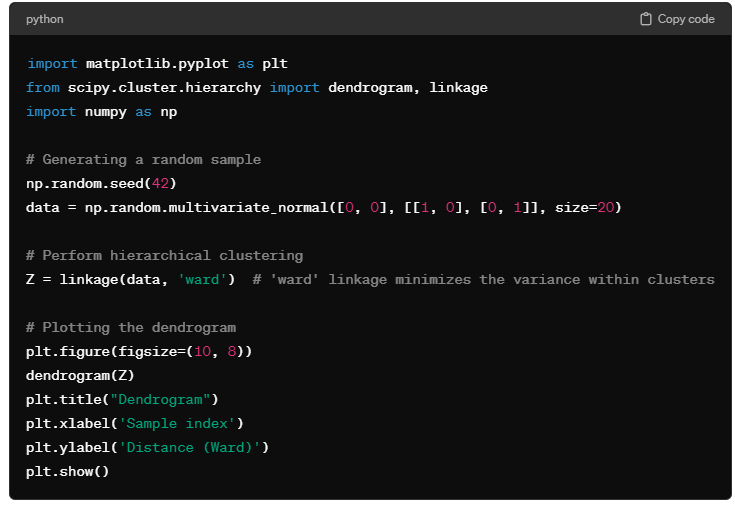 python
Copy code
import matplotlib.pyplot as plt
from scipy.cluster.hierarchy import dendrogram, linkage
import numpy as np
# Generating a random sample
np.random.seed(42)
data = np.random.multivariate_normal([0, 0], [[1, 0], [0, 1]], size=20)
# Perform hierarchical clustering
Z = linkage(data, 'ward')  # 'ward' linkage minimizes the variance within clusters
# Plotting the dendrogram
plt.figure(figsize=(10, 8))
dendrogram(Z)
plt.title("Dendrogram")
plt.xlabel('Sample index')
plt.ylabel('Distance (Ward)')
plt.show()